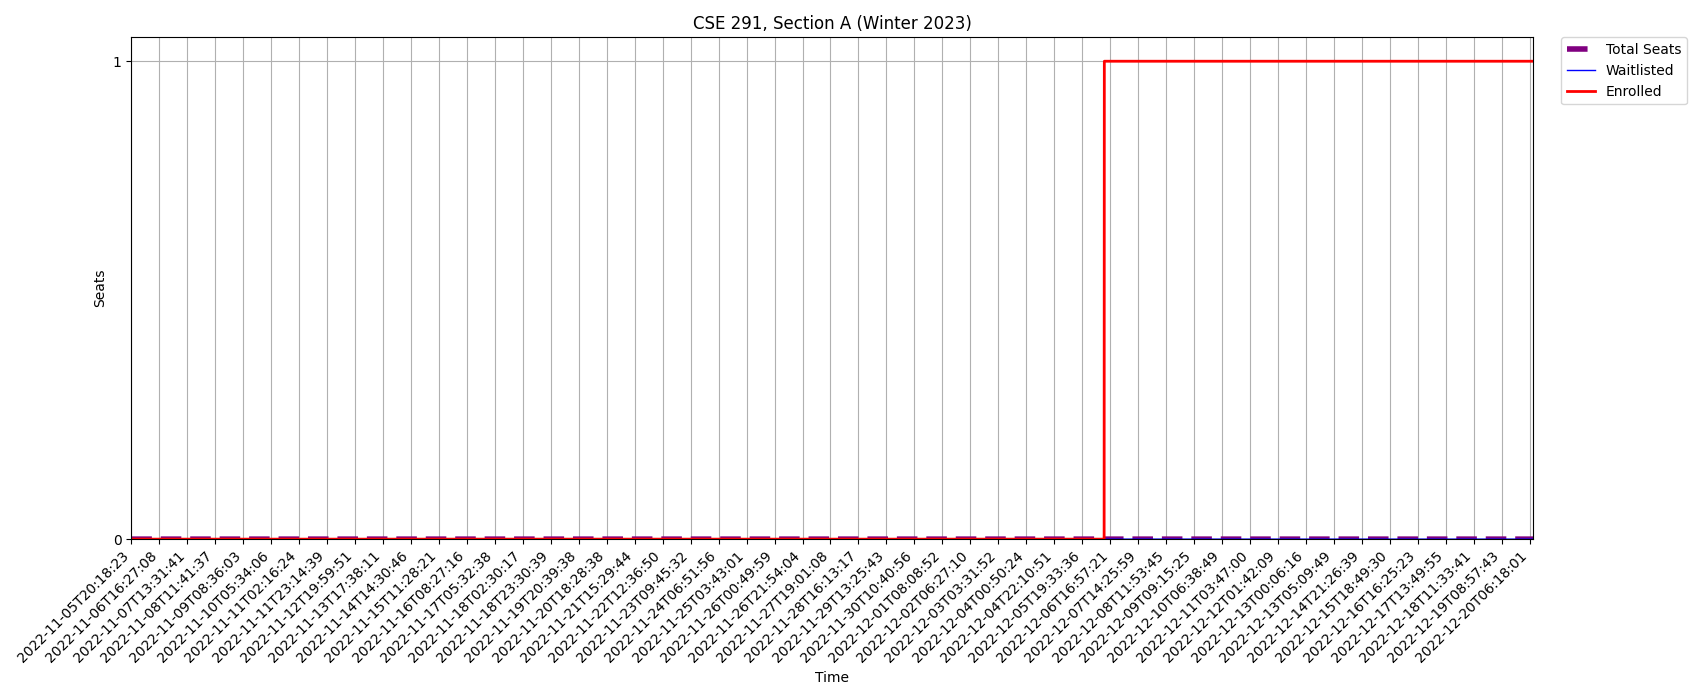 CSE 291, Section A (Winter 2023)
Total Seats
Waitlisted
Enrolled
1
0
Seats
2022-11-05T20:18:23
2022-11-06T16:27:08
2022-11-07T13:31:41
2022-11-08T11:41:37
2022-11-09T08:36:03
2022-11-10T05:34:06
2022-11-11T02:16:24
2022-11-11T23:14:39
2022-11-12T19:59:51
2022-11-13T17:38:11
2022-11-14T14:30:46
2022-11-15T11:28:21
2022-11-16T08:27:16
2022-11-17T05:32:38
2022-11-18T02:30:17
2022-11-18T23:30:39
2022-11-19T20:39:38
2022-11-20T18:28:38
2022-11-21T15:29:44
2022-11-22T12:36:50
2022-11-23T09:45:32
2022-11-24T06:51:56
2022-11-25T03:43:01
2022-11-26T00:49:59
2022-11-26T21:54:04
2022-11-27T19:01:08
2022-11-28T16:13:17
2022-11-29T13:25:43
2022-11-30T10:40:56
2022-12-01T08:08:52
2022-12-02T06:27:10
2022-12-03T03:31:52
2022-12-04T00:50:24
2022-12-04T22:10:51
2022-12-05T19:33:36
2022-12-06T16:57:21
2022-12-07T14:25:59
2022-12-08T11:53:45
2022-12-09T09:15:25
2022-12-10T06:38:49
2022-12-11T03:47:00
2022-12-12T01:42:09
2022-12-13T00:06:16
2022-12-13T05:09:49
2022-12-14T21:26:39
2022-12-15T18:49:30
2022-12-16T16:25:23
2022-12-17T13:49:55
2022-12-18T11:33:41
2022-12-19T08:57:43
2022-12-20T06:18:01
Time